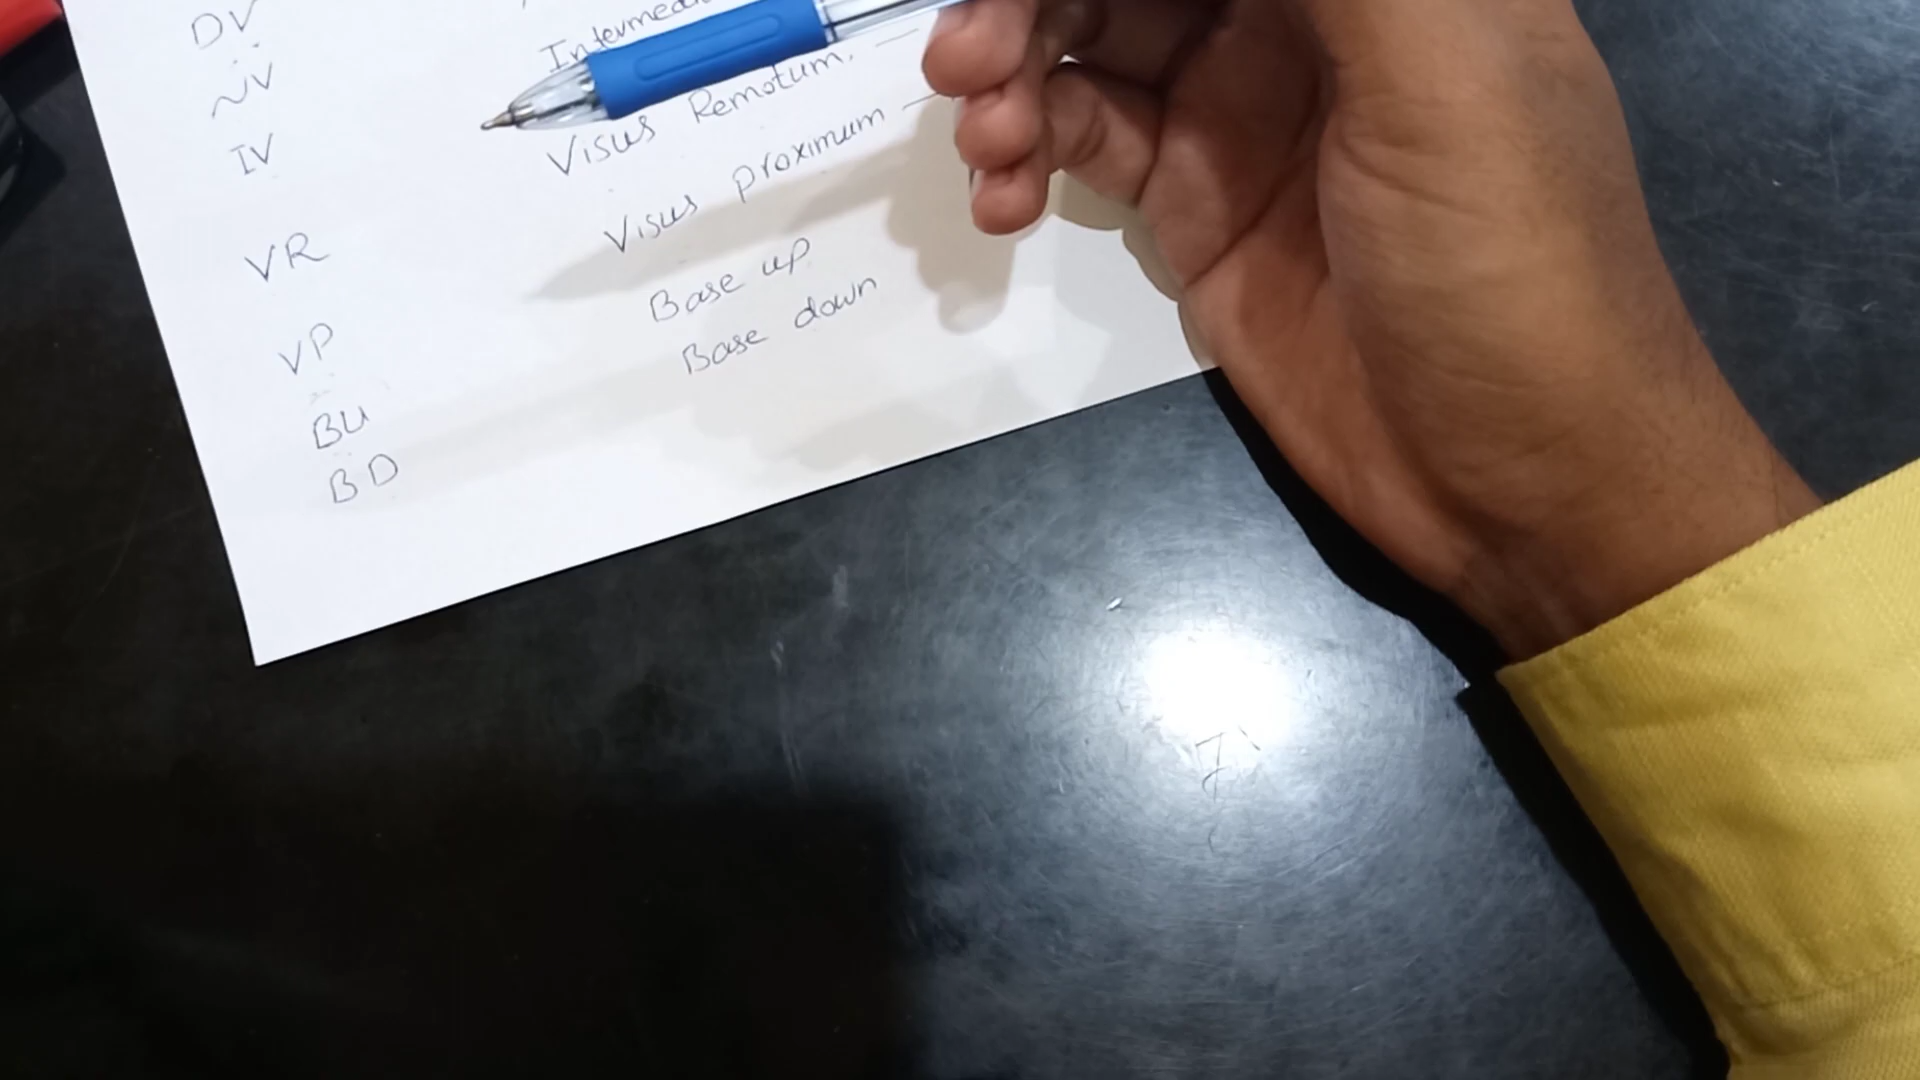 DV
NV
IV
VR Visus Remotum. —
VP Visus proximum —
BU Base up
BD Base down